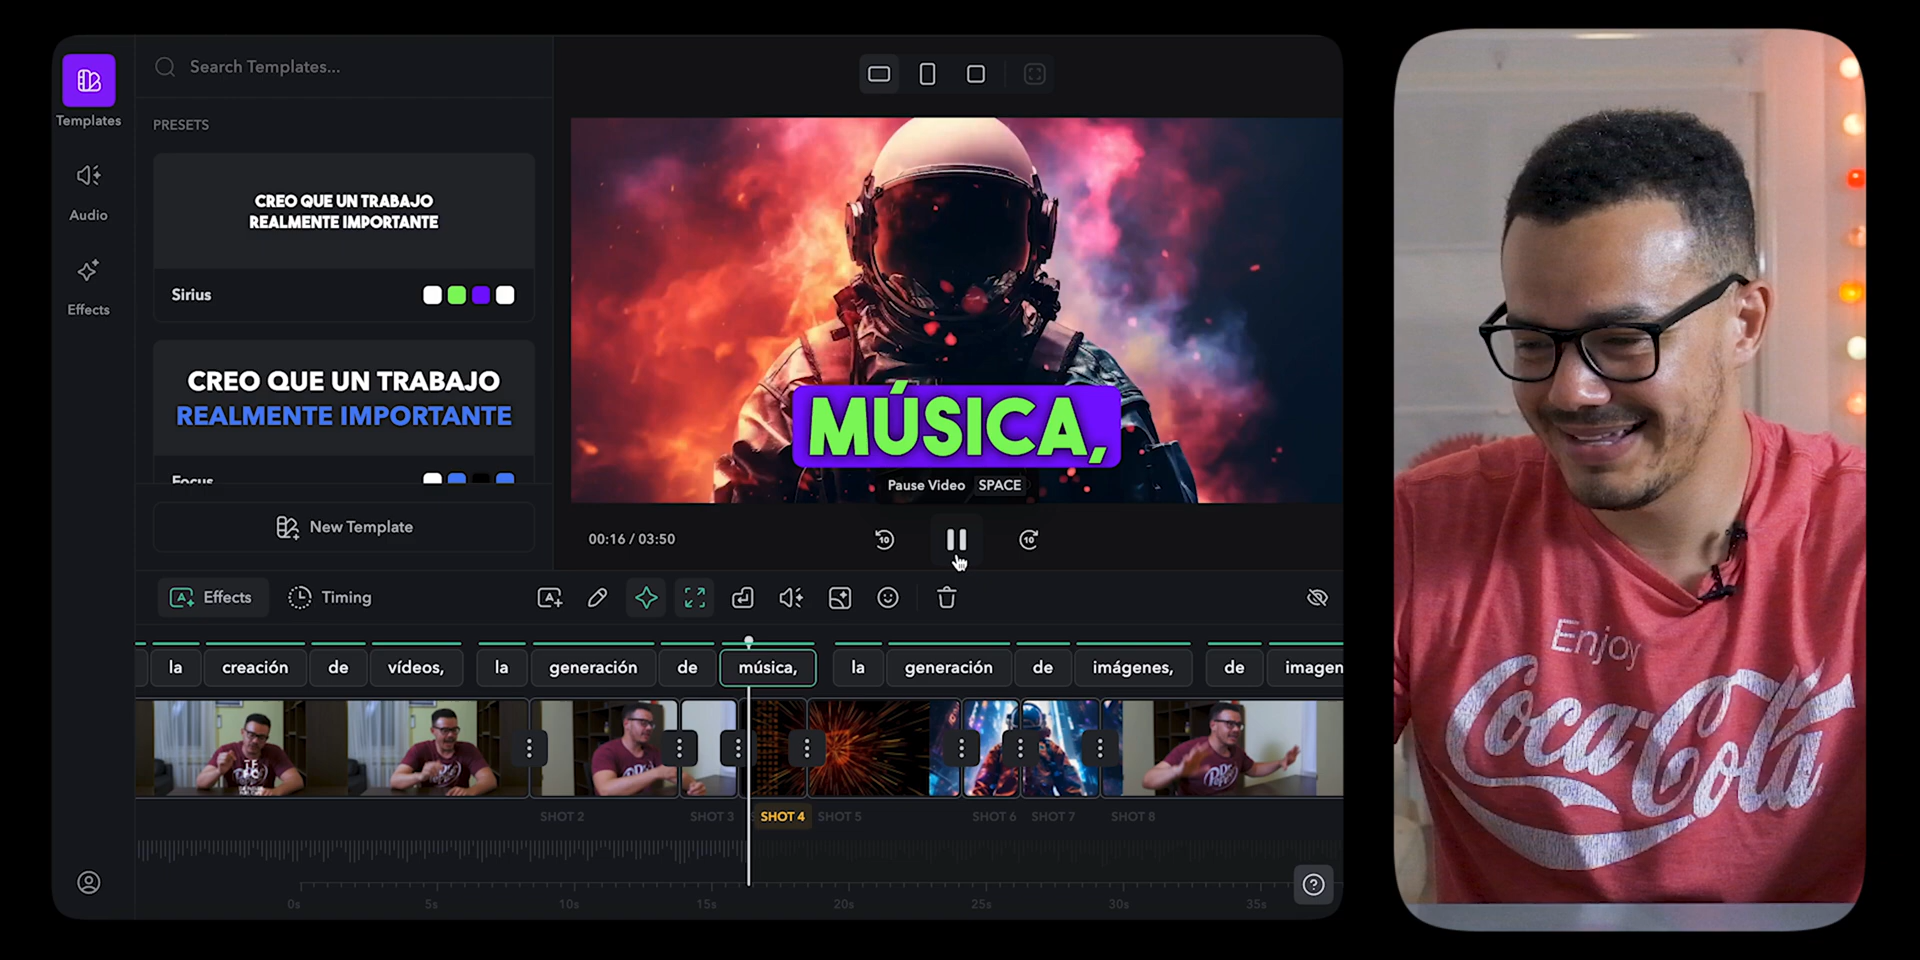 Search Templates...
Templates
PRESETS
CREO QUE UN TRABAJO
REALMENTE IMPORTANTE
Audio
Sirius
Effects
CREO QUE UN TRABAJO
REALMENTE IMPORTANTE
Focus
New Template
MÚSICA,
Pause Video SPACE
00:16 / 03:50
10
10
Effects
Timing
la creación de vídeos, la generación de música, la generación de imágenes, de imagen
SHOT 2 SHOT 3 SHOT 4 SHOT 5 SHOT 6 SHOT 7 SHOT 8
0s 5s 10s 15s 20s 25s 30s 35s
Enjoy
Coca-Cola